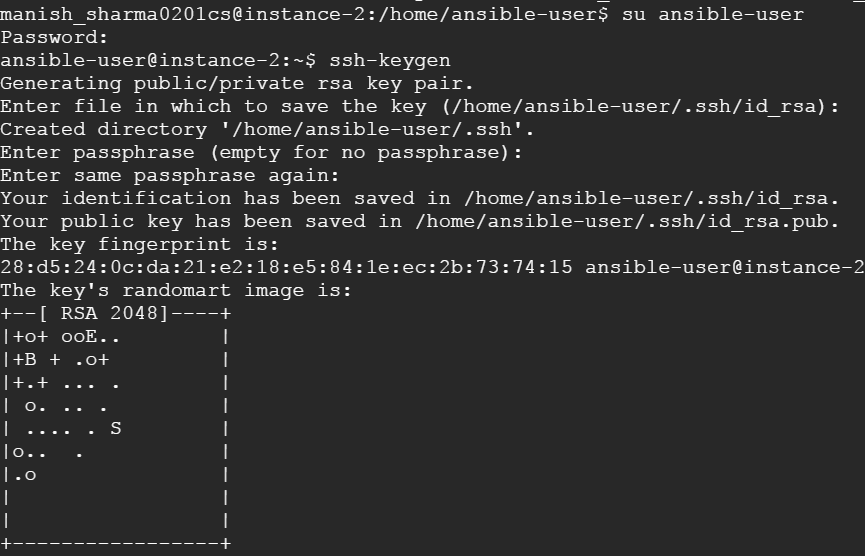 manish_sharma0201cs@instance-2:/home/ansible-user$ su ansible-user
Password:
ansible-user@instance-2:~$ ssh-keygen
Generating public/private rsa key pair.
Enter file in which to save the key (/home/ansible-user/.ssh/id_rsa):
Created directory '/home/ansible-user/.ssh'.
Enter passphrase (empty for no passphrase):
Enter same passphrase again:
Your identification has been saved in /home/ansible-user/.ssh/id_rsa.
Your public key has been saved in /home/ansible-user/.ssh/id_rsa.pub.
The key fingerprint is:
28:d5:24:0c:da:21:e2:18:e5:84:1e:ec:2b:73:74:15 ansible-user@instance-2
The key's randomart image is:
+--[ RSA 2048]----+
|+o+ ooE..        |
|+B + .o+         |
|+.+ ... .        |
| o. .. .         |
| .... . S        |
|o..  .           |
|.o               |
|                 |
|                 |
+-----------------+